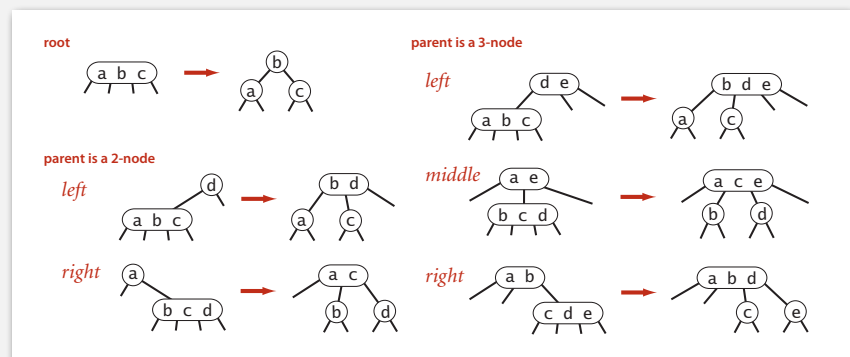 root
a b c
b
a c
parent is a 2-node
left
d
a b c
b d
a c
right
a
b c d
a c
b d
parent is a 3-node
left
d e
a b c
b d e
a c
middle
a e
b c d
a c e
b d
right
a b
c d e
a b d
c e